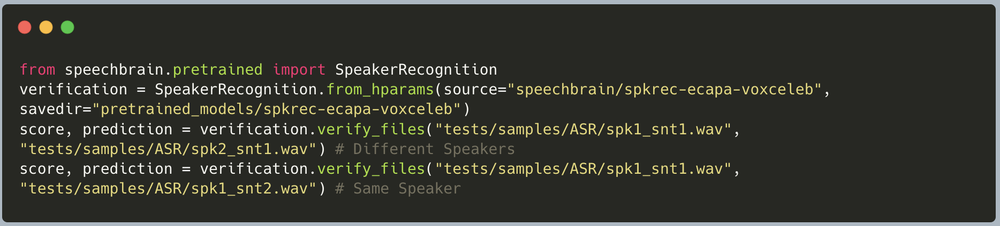 from speechbrain.pretrained import SpeakerRecognition
verification = SpeakerRecognition.from_hparams(source="speechbrain/spkrec-ecapa-voxceleb",
savedir="pretrained_models/spkrec-ecapa-voxceleb")
score, prediction = verification.verify_files("tests/samples/ASR/spk1_snt1.wav",
"tests/samples/ASR/spk2_snt1.wav") # Different Speakers
score, prediction = verification.verify_files("tests/samples/ASR/spk1_snt1.wav",
"tests/samples/ASR/spk1_snt2.wav") # Same Speaker